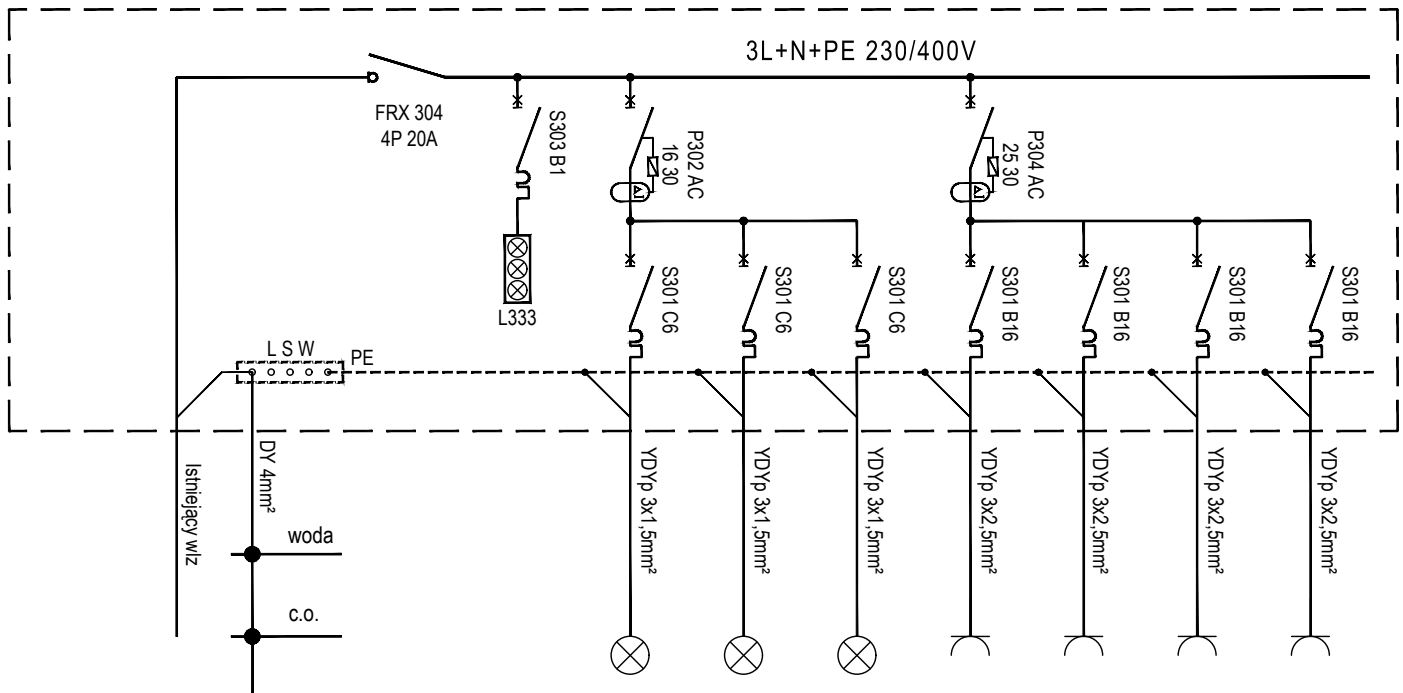 3L+N+PE 230/400V
FRX 304
4P 20A
S303 B1
P302 AC
16 30
P304 AC
25 30
L333
S301 C6
S301 C6
S301 C6
S301 B16
S301 B16
S301 B16
S301 B16
L S W
PE
Istniejący wlz
DY 4mm²
YDYp 3x1,5mm²
YDYp 3x1,5mm²
YDYp 3x1,5mm²
YDYp 3x2,5mm²
YDYp 3x2,5mm²
YDYp 3x2,5mm²
YDYp 3x2,5mm²
woda
c.o.